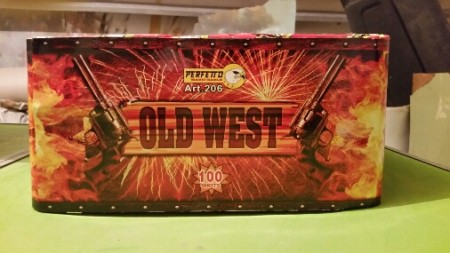 PERFETTO
Art 206
OLD WEST
100